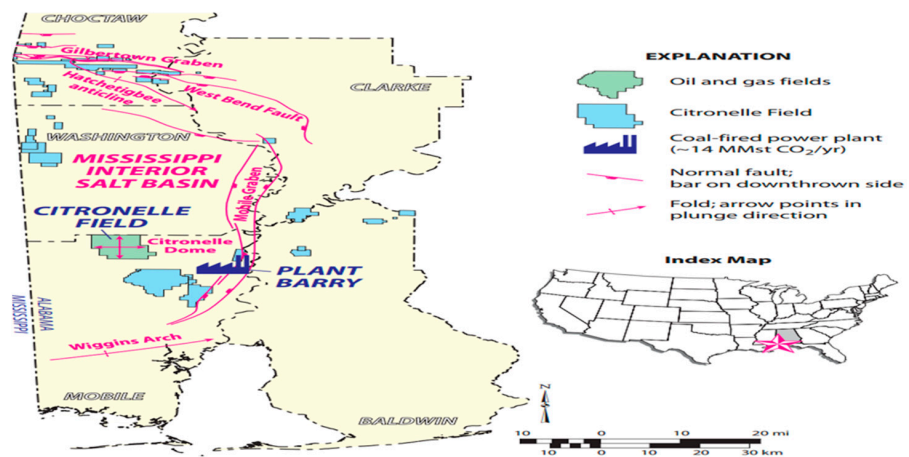 CHOCTAW
Gilbertown Graben
Hatchetigbee
anticline
West Bend Fault
CLARKE
WASHINGTON
MISSISSIPPI
INTERIOR
SALT BASIN
Mobile Graben
CITRONELLE
FIELD
Citronelle
Dome
PLANT
BARRY
MISSISSIPPI
ALABAMA
Wiggins Arch
MOBILE
BALDWIN
EXPLANATION
Oil and gas fields
Citronelle Field
Coal-fired power plant
(~14 MMst CO₂/yr)
Normal fault;
bar on downthrown side
Fold; arrow points in
plunge direction
Index Map
N
10 0 10 20 mi
10 0 10 20 30 km